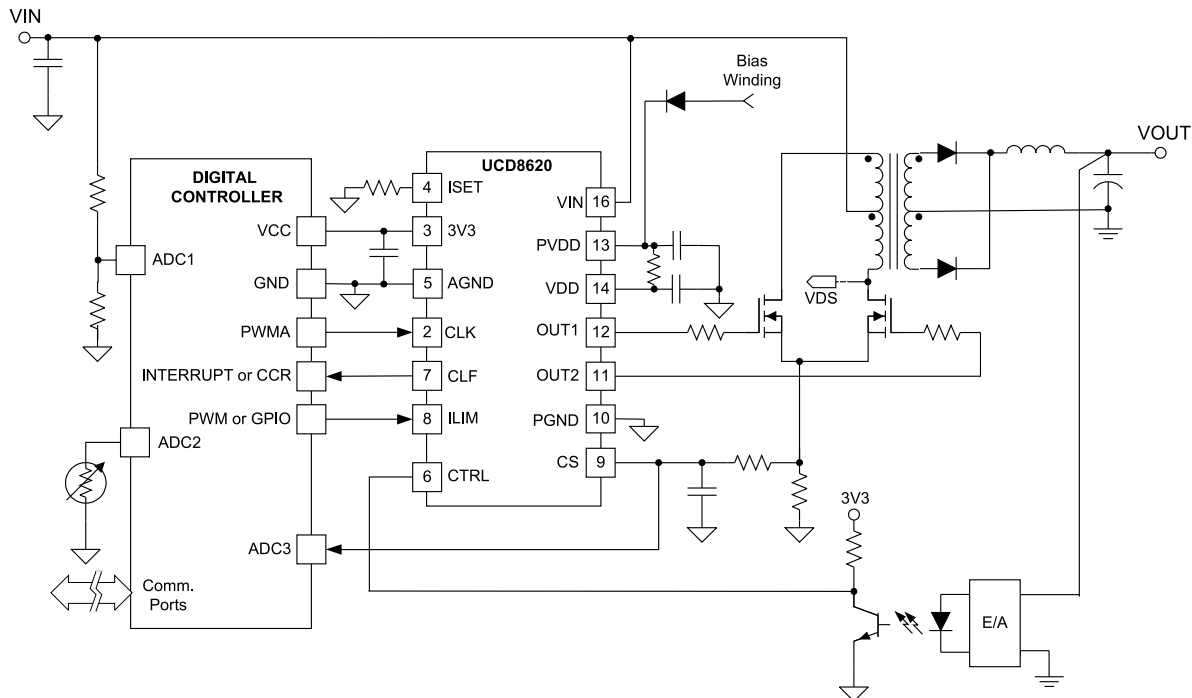 VIN
Bias
Winding
VOUT
DIGITAL
CONTROLLER
UCD8620
4
ISET
VIN
16
VCC
3
3V3
PVDD
13
ADC1
GND
5
AGND
VDD
14
VDS
PWMA
2
CLK
OUT1
12
INTERRUPT or CCR
7
CLF
OUT2
11
PWM or GPIO
8
ILIM
PGND
10
ADC2
6
CTRL
CS
9
3V3
ADC3
Comm.
Ports
E/A